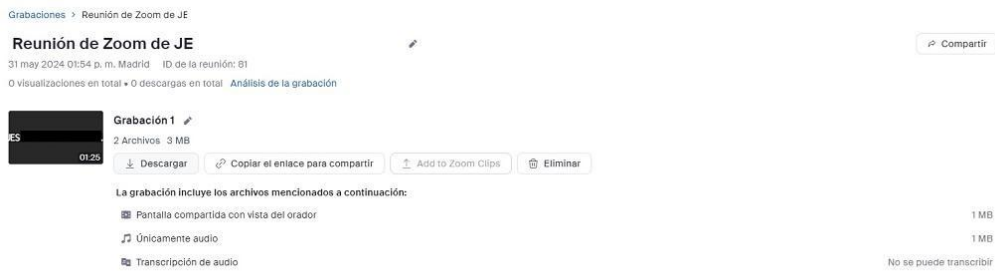 Grabaciones > Reunión de Zoom de JE
Reunión de Zoom de JE
Compartir
31 may 2024 01:54 p. m. Madrid ID de la reunión: 81
0 visualizaciones en total • 0 descargas en total Análisis de la grabación
Grabación 1
JES
01:25
2 Archivos 3 MB
Descargar Copiar el enlace para compartir Add to Zoom Clips Eliminar
La grabación incluye los archivos mencionados a continuación:
Pantalla compartida con vista del orador 1 MB
Únicamente audio 1 MB
Transcripción de audio No se puede transcribir